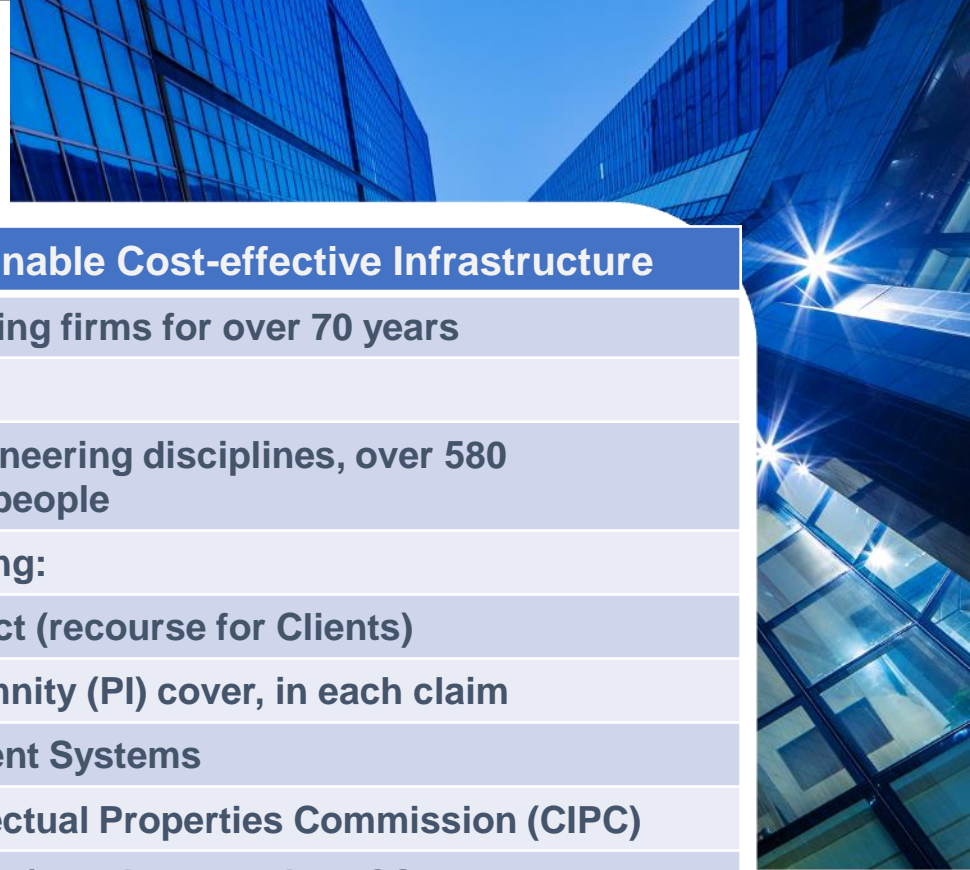 nable Cost-effective Infrastructure
ing firms for over 70 years
neering disciplines, over 580
people
ng:
ct (recourse for Clients)
nnity (PI) cover, in each claim
ent Systems
ectual Properties Commission (CIPC)